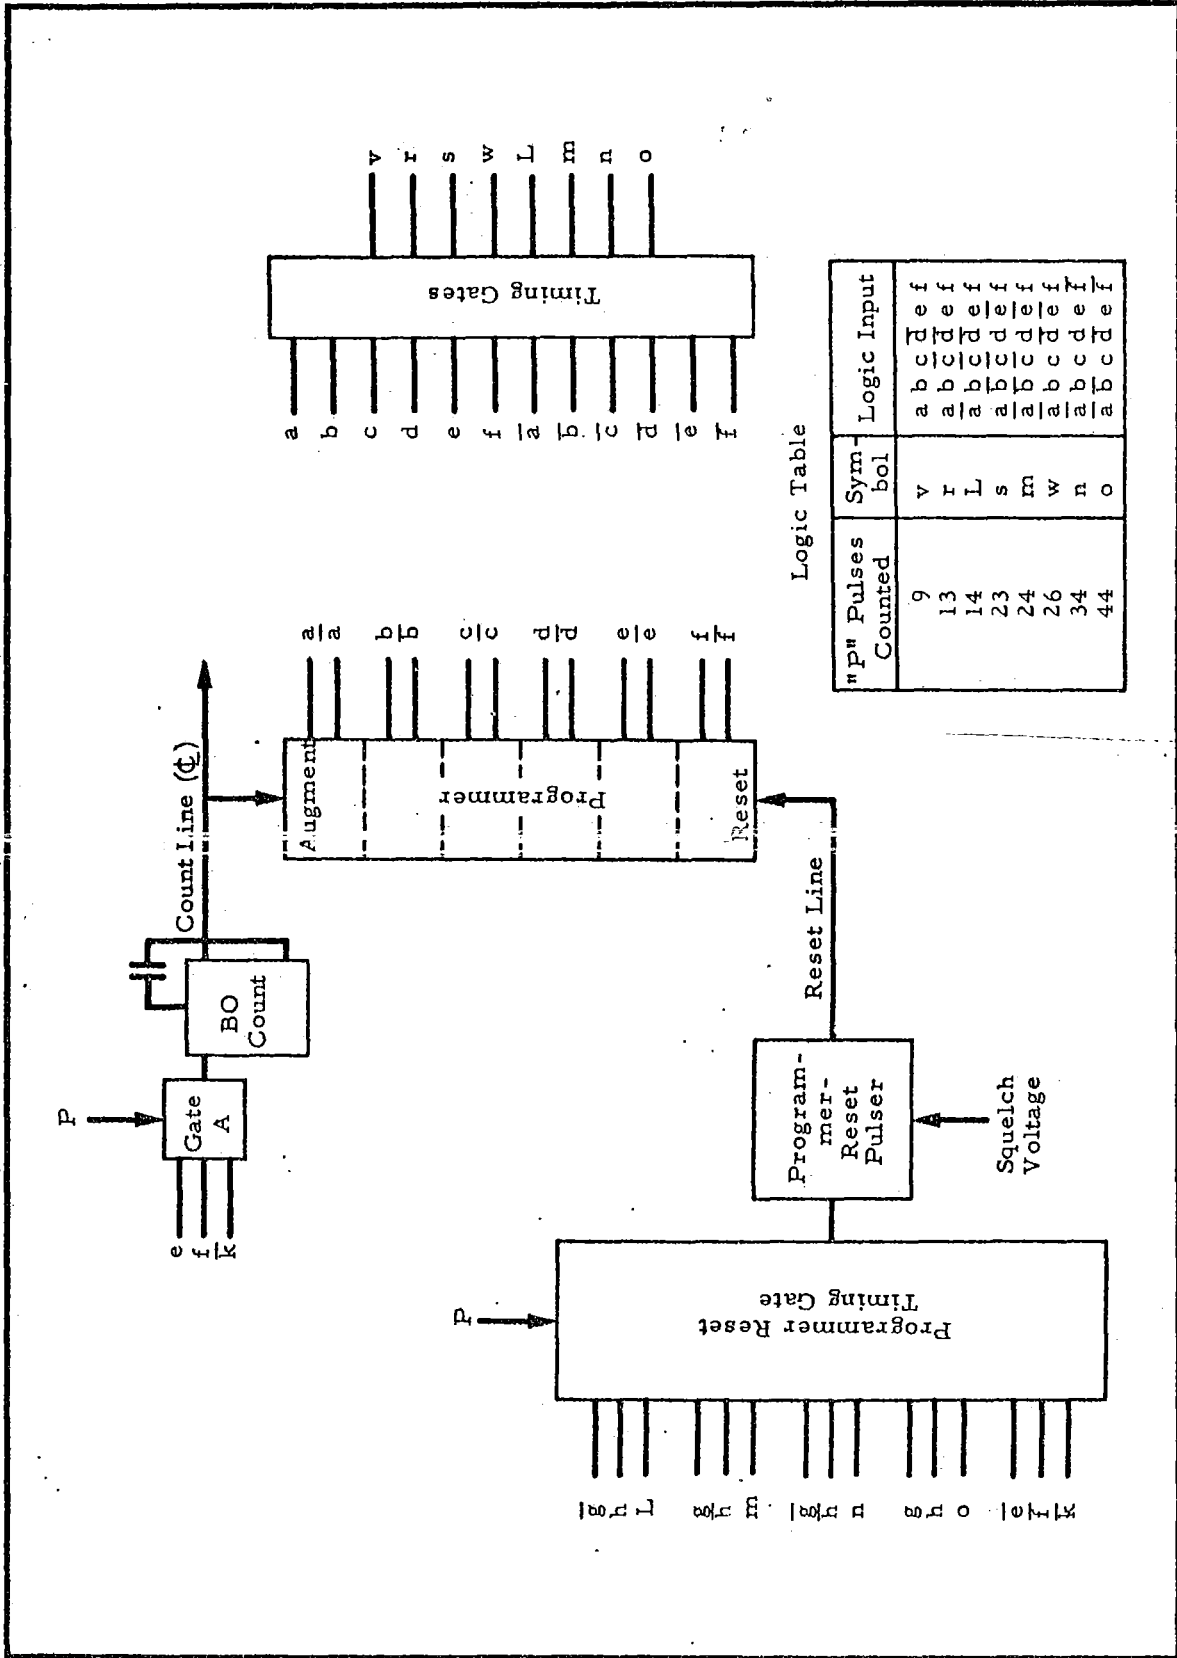 P
e
f
k̅
Gate
A
BO
Count
Count Line (℄)
P
g̅
h
L
g
h̅
m
g̅
h̅
n
g
h
o
e̅
f̅
k̅
Programmer Reset
Timing Gate
Program-
mer-
Reset
Pulser
Squelch
Voltage
Reset Line
Augment
Programmer
Reset
a
a̅
b
b̅
c
c̅
d
d̅
e
e̅
f
f̅
a
b
c
d
e
f
a̅
b̅
c̅
d̅
e̅
f̅
Timing Gates
v
r
s
w
L
m
n
o
Logic Table
"P" Pulses Counted Sym-bol Logic Input
9 v a b c d̅ e f
13 r a b c̅ d̅ e f
14 L a̅ b c̅ d̅ e f
23 s a b̅ c̅ d e̅ f
24 m a̅ b̅ c̅ d e̅ f
26 w a̅ b c d̅ e̅ f
34 n a̅ b c d e f̅
44 o a̅ b̅ c d̅ e f̅